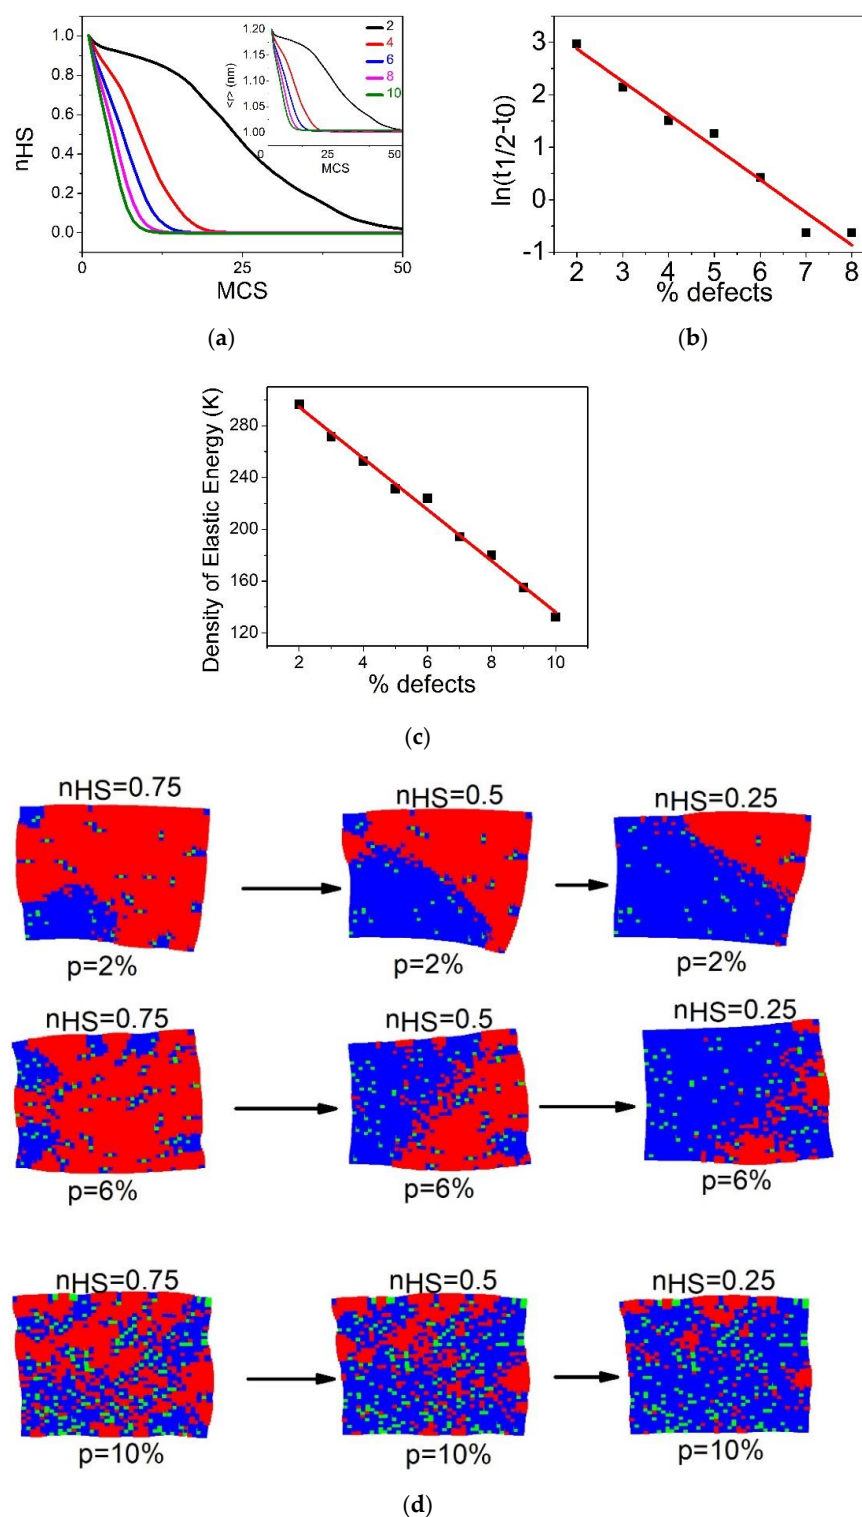 nHS
1.0
0.8
0.6
0.4
0.2
0.0
0
25
50
MCS
<r> (nm)
1.20
1.15
1.10
1.05
1.00
0
25
50
MCS
2
4
6
8
10
(a)
ln(t1/2-t0)
3
2
1
0
-1
2 3 4 5 6 7 8
% defects
(b)
Density of Elastic Energy (K)
280
240
200
160
120
2 4 6 8 10
% defects
(c)
nHS=0.75 nHS=0.5 nHS=0.25
p=2% p=2% p=2%
nHS=0.75 nHS=0.5 nHS=0.25
p=6% p=6% p=6%
nHS=0.75 nHS=0.5 nHS=0.25
p=10% p=10% p=10%
(d)